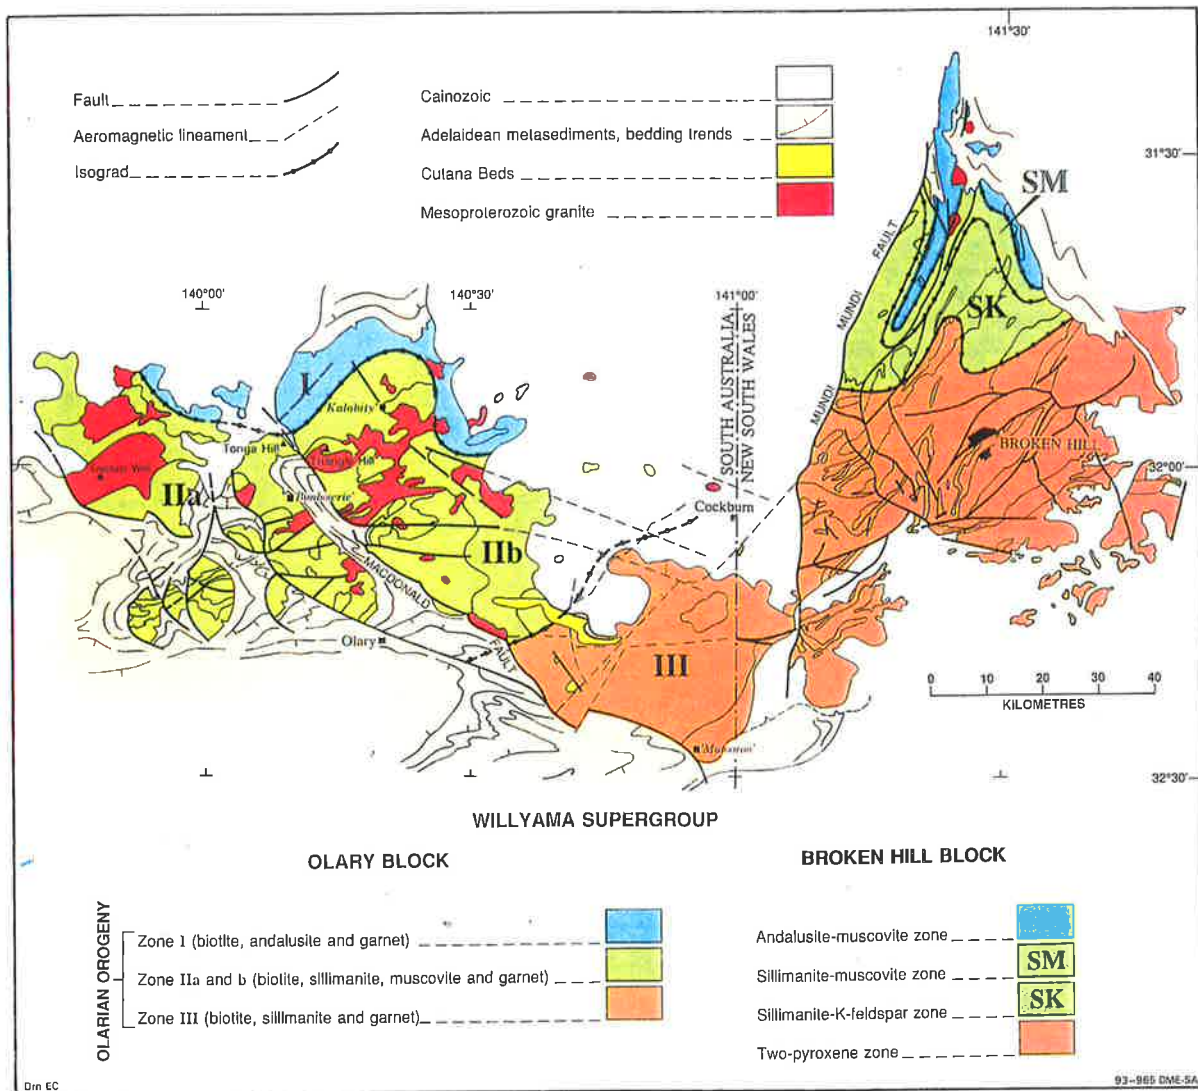 141°30'
Fault
Aeromagnetic lineament
Isograd
Cainozoic
Adelaidean metasediments, bedding trends
Cutana Beds
Mesoproterozoic granite
31°30'
SM
MUNDI
FAULT
SK
140°00'
140°30'
141°00'
SOUTH AUSTRALIA
NEW SOUTH WALES
MUNDI
MUNDI
I
Kalabity
Tonga Hill
Triangle Hill
BROKEN HILL
32°00'
IIa
IIb
Cockburn
MACDONALD
FAULT
Olary
III
0 10 20 30 40
KILOMETRES
32°30'
WILLYAMA SUPERGROUP
OLARY BLOCK
BROKEN HILL BLOCK
OLARIAN OROGENY
Zone I (biotite, andalusite and garnet)
Zone IIa and b (biotite, sillimanite, muscovite and garnet)
Zone III (biotite, sillimanite and garnet)
Andalusite-muscovite zone
Sillimanite-muscovite zone
SM
Sillimanite-K-feldspar zone
SK
Two-pyroxene zone
Drn EC
93-965 DME-SA